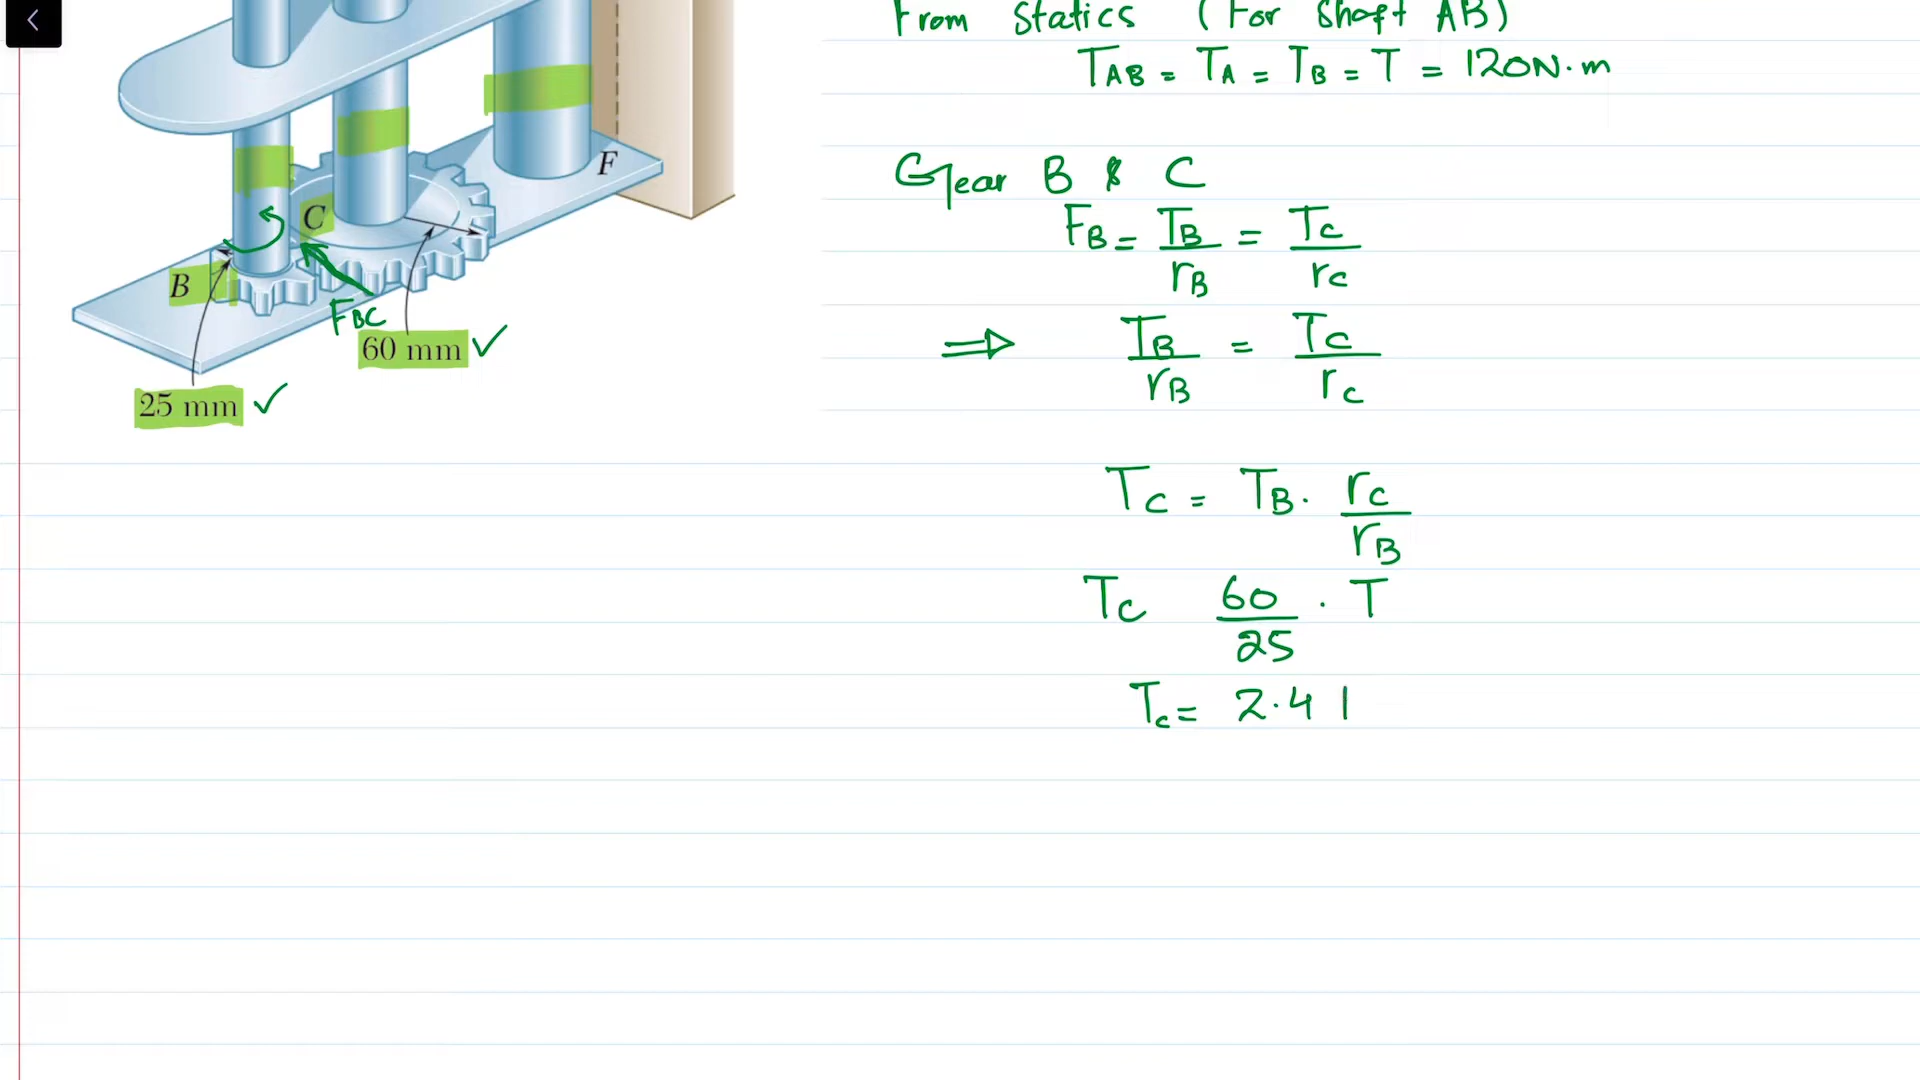 From Statics (For Shaft AB)
TAB = TA = TB = T = 120N·m
Gear B & C
FB = TB/rB = TC/rC
⇒ TB/rB = TC/rC
TC = TB · rC/rB
TC 60/25 · T
Tc = 2.4 |
F
C
B
FBC
60 mm ✓
25 mm ✓